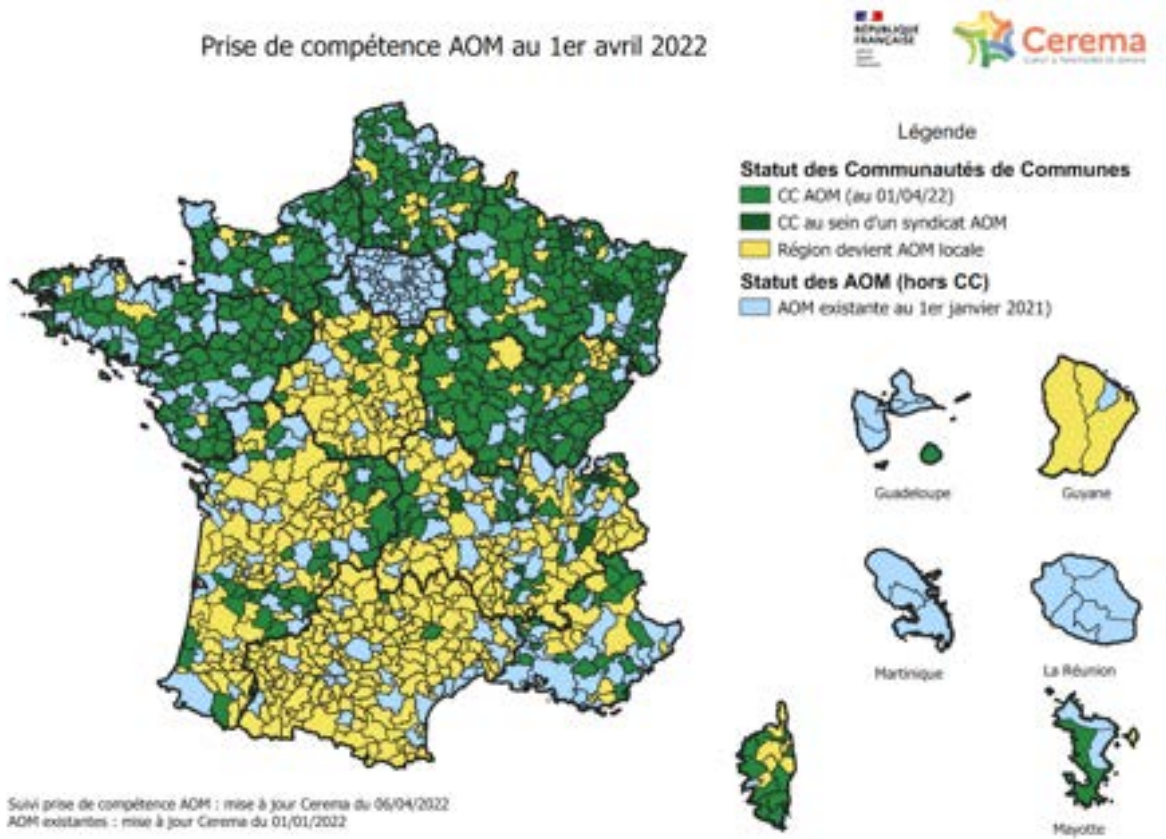 Prise de compétence AOM au 1er avril 2022
RÉPUBLIQUE
FRANÇAISE
Cerema
Légende
Statut des Communautés de Communes
CC AOM (au 01/04/22)
CC au sein d'un syndicat AOM
Région devient AOM locale
Statut des AOM (hors CC)
AOM existante au 1er janvier 2021)
Guadeloupe
Guyane
Martinique
La Réunion
Mayotte
Suivi prise de compétence AOM : mise à jour Cerema du 06/04/2022
AOM existantes : mise à jour Cerema du 01/01/2022